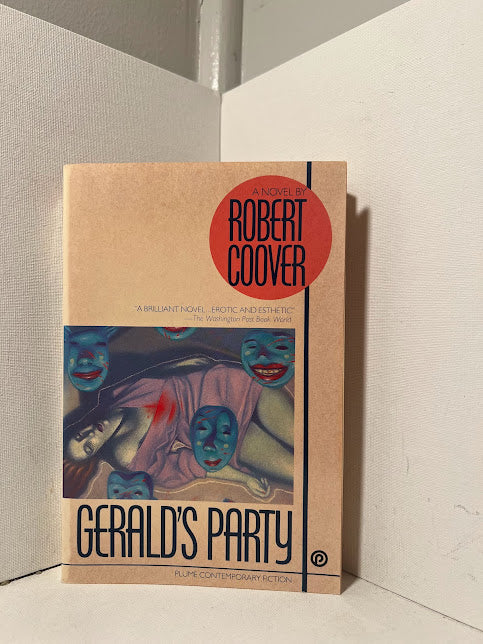 A NOVEL BY
ROBERT
COOVER
"A BRILLIANT NOVEL...EROTIC AND ESTHETIC"
—The Washington Post Book World
GERALD'S PARTY
PLUME CONTEMPORARY FICTION
P